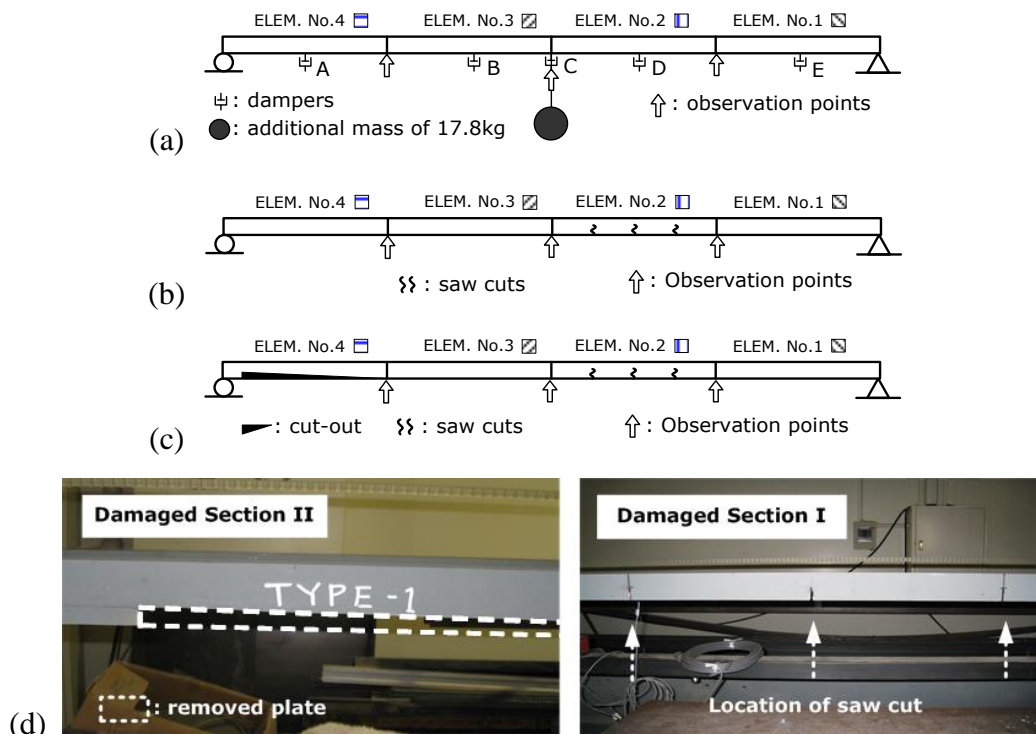 ELEM. No.4 ELEM. No.3 ELEM. No.2 ELEM. No.1
A B C D E
: dampers
: observation points
: additional mass of 17.8kg
(a)
ELEM. No.4 ELEM. No.3 ELEM. No.2 ELEM. No.1
: saw cuts : Observation points
(b)
ELEM. No.4 ELEM. No.3 ELEM. No.2 ELEM. No.1
: cut-out : saw cuts : Observation points
(c)
Damaged Section II
TYPE-1
: removed plate
Damaged Section I
Location of saw cut
(d)